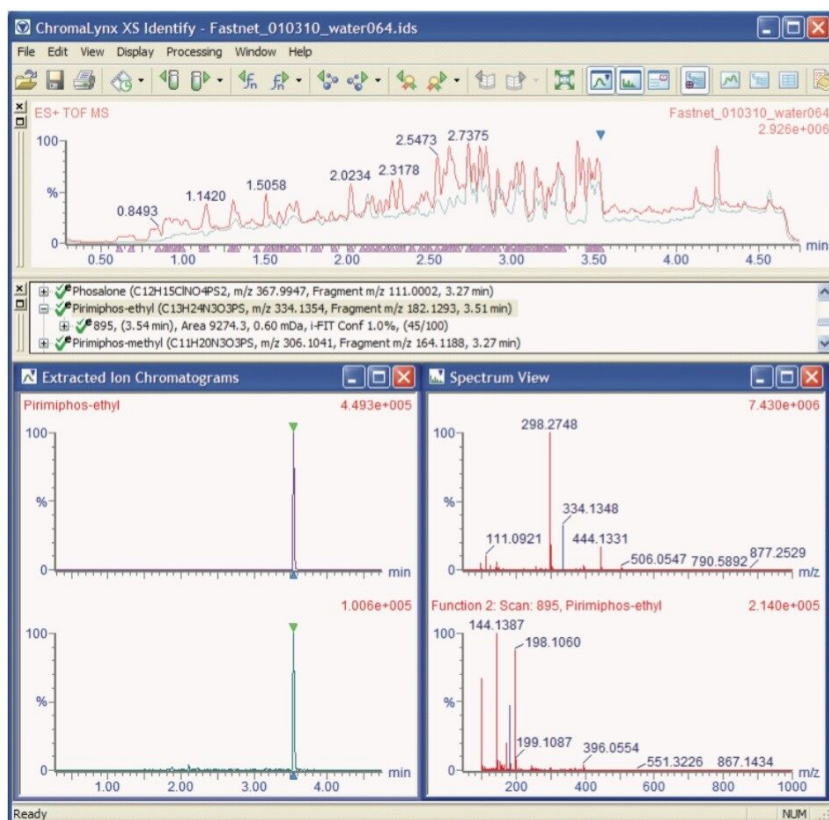 ChromaLynx XS Identify - Fastnet_010310_water064.ids
File Edit View Display Processing Window Help
ES+ TOF MS
Fastnet_010310_water064
2.926e+006
100
%
0
0.8493
1.1420
1.5058
2.0234
2.3178
2.5473
2.7375
0.50 1.00 1.50 2.00 2.50 3.00 3.50 4.00 4.50
min
Phosalone (C12H15ClNO4PS2, m/z 367.9947, Fragment m/z 111.0002, 3.27 min)
Pirimiphos-ethyl (C13H24N3O3PS, m/z 334.1354, Fragment m/z 182.1293, 3.51 min)
895, (3.54 min), Area 9274.3, 0.60 mDa, i-FIT Conf 1.0%, (45/100)
Pirimiphos-methyl (C11H20N3O3PS, m/z 306.1041, Fragment m/z 164.1188, 3.27 min)
Extracted Ion Chromatograms
Pirimiphos-ethyl
4.493e+005
100
%
0
min
1.006e+005
100
%
0
1.00 2.00 3.00 4.00
min
Spectrum View
7.430e+006
100
%
0
298.2748
334.1348
111.0921
444.1331
506.0547
790.5892
877.2529
m/z
Function 2: Scan: 895, Pirimiphos-ethyl
2.140e+005
100
%
0
144.1387
198.1060
199.1087
396.0554
551.3226
867.1434
200 400 600 800 1000
m/z
Ready
NUM